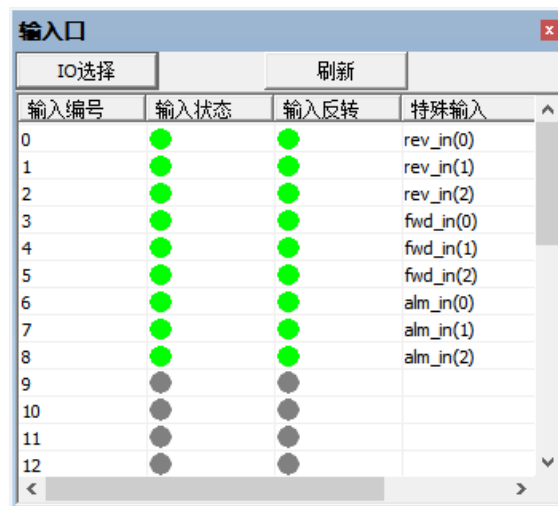 输入口
IO选择 刷新
输入编号 输入状态 输入反转 特殊输入
0 rev_in(0)
1 rev_in(1)
2 rev_in(2)
3 fwd_in(0)
4 fwd_in(1)
5 fwd_in(2)
6 alm_in(0)
7 alm_in(1)
8 alm_in(2)
9
10
11
12